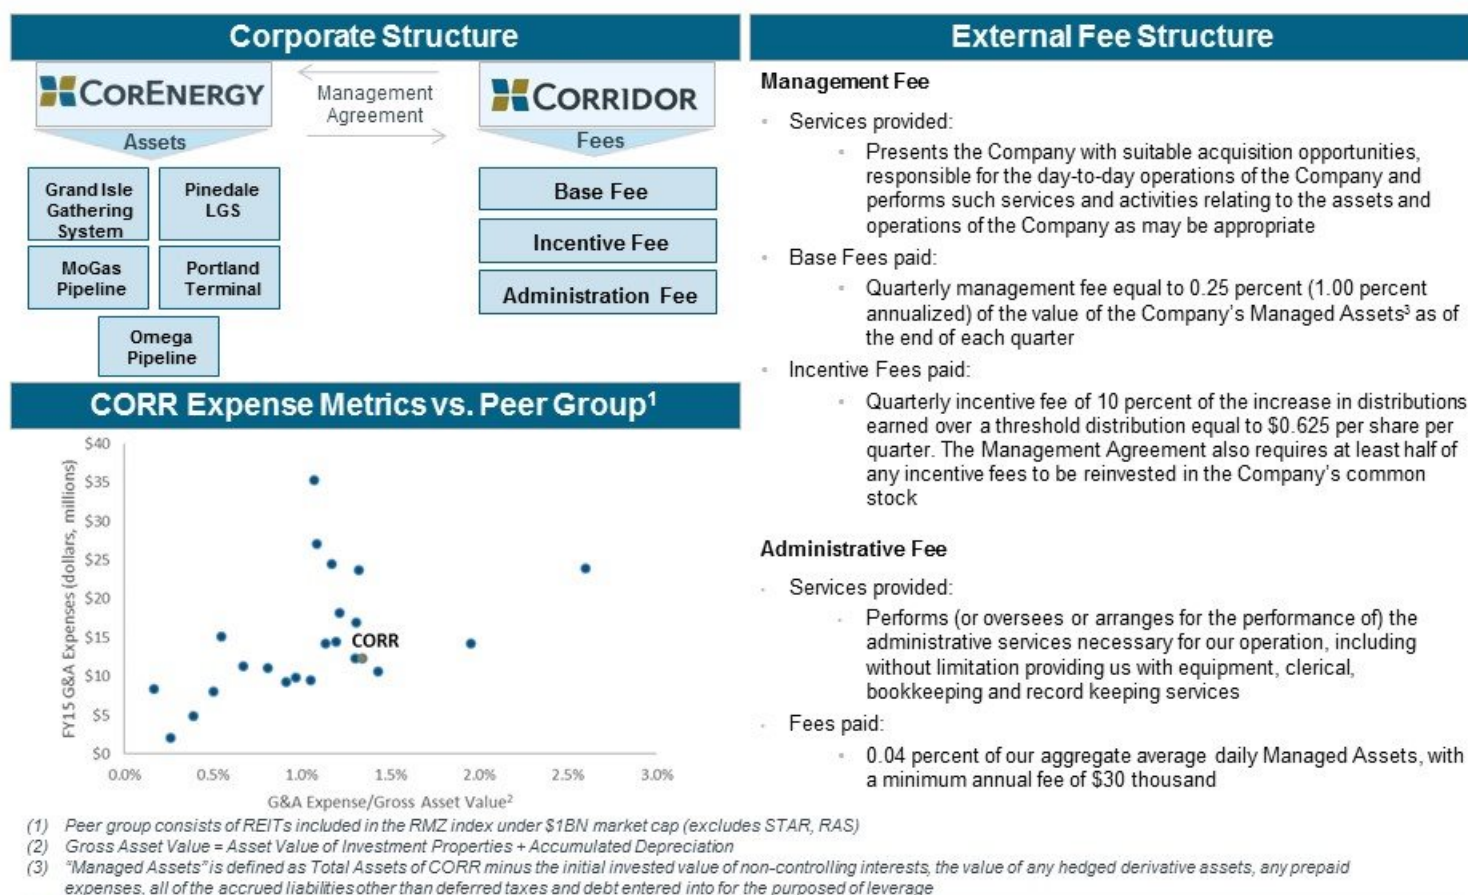 Corporate Structure
CORENERGY
Management
Agreement
CORRIDOR
Assets
Fees
Grand Isle
Gathering
System
Pinedale
LGS
MoGas
Pipeline
Portland
Terminal
Omega
Pipeline
Base Fee
Incentive Fee
Administration Fee
CORR Expense Metrics vs. Peer Group¹
FY15 G&A Expenses (dollars, millions)
$40
$35
$30
$25
$20
$15
$10
$5
$0
CORR
0.0% 0.5% 1.0% 1.5% 2.0% 2.5% 3.0%
G&A Expense/Gross Asset Value²
External Fee Structure
Management Fee
Services provided:
Presents the Company with suitable acquisition opportunities,
responsible for the day-to-day operations of the Company and
performs such services and activities relating to the assets and
operations of the Company as may be appropriate
Base Fees paid:
Quarterly management fee equal to 0.25 percent (1.00 percent
annualized) of the value of the Company's Managed Assets³ as of
the end of each quarter
Incentive Fees paid:
Quarterly incentive fee of 10 percent of the increase in distributions
earned over a threshold distribution equal to $0.625 per share per
quarter. The Management Agreement also requires at least half of
any incentive fees to be reinvested in the Company's common
stock
Administrative Fee
Services provided:
Performs (or oversees or arranges for the performance of) the
administrative services necessary for our operation, including
without limitation providing us with equipment, clerical,
bookkeeping and record keeping services
Fees paid:
0.04 percent of our aggregate average daily Managed Assets, with
a minimum annual fee of $30 thousand
(1) Peer group consists of REITs included in the RMZ index under $1BN market cap (excludes STAR, RAS)
(2) Gross Asset Value = Asset Value of Investment Properties + Accumulated Depreciation
(3) "Managed Assets" is defined as Total Assets of CORR minus the initial invested value of non-controlling interests, the value of any hedged derivative assets, any prepaid
expenses, all of the accrued liabilities other than deferred taxes and debt entered into for the purposed of leverage